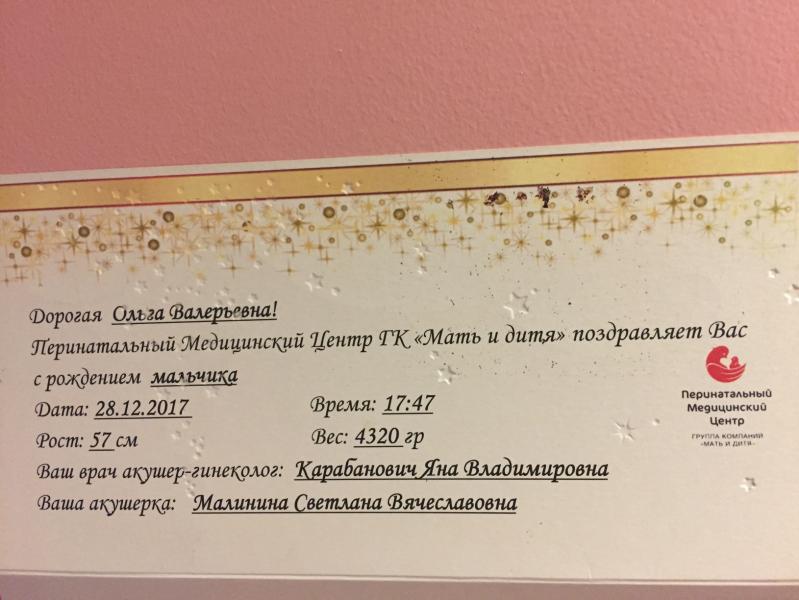 Дорогая Ольга Валерьевна!
Перинатальный Медицинский Центр ГК «Мать и дитя» поздравляет Вас
с рождением мальчика
Дата: 28.12.2017 Время: 17:47
Рост: 57 см Вес: 4320 гр
Ваш врач акушер-гинеколог: Карабанович Яна Владимировна
Ваша акушерка: Малинина Светлана Вячеславовна
Перинатальный
Медицинский
Центр
ГРУППА КОМПАНИЙ
«МАТЬ И ДИТЯ»